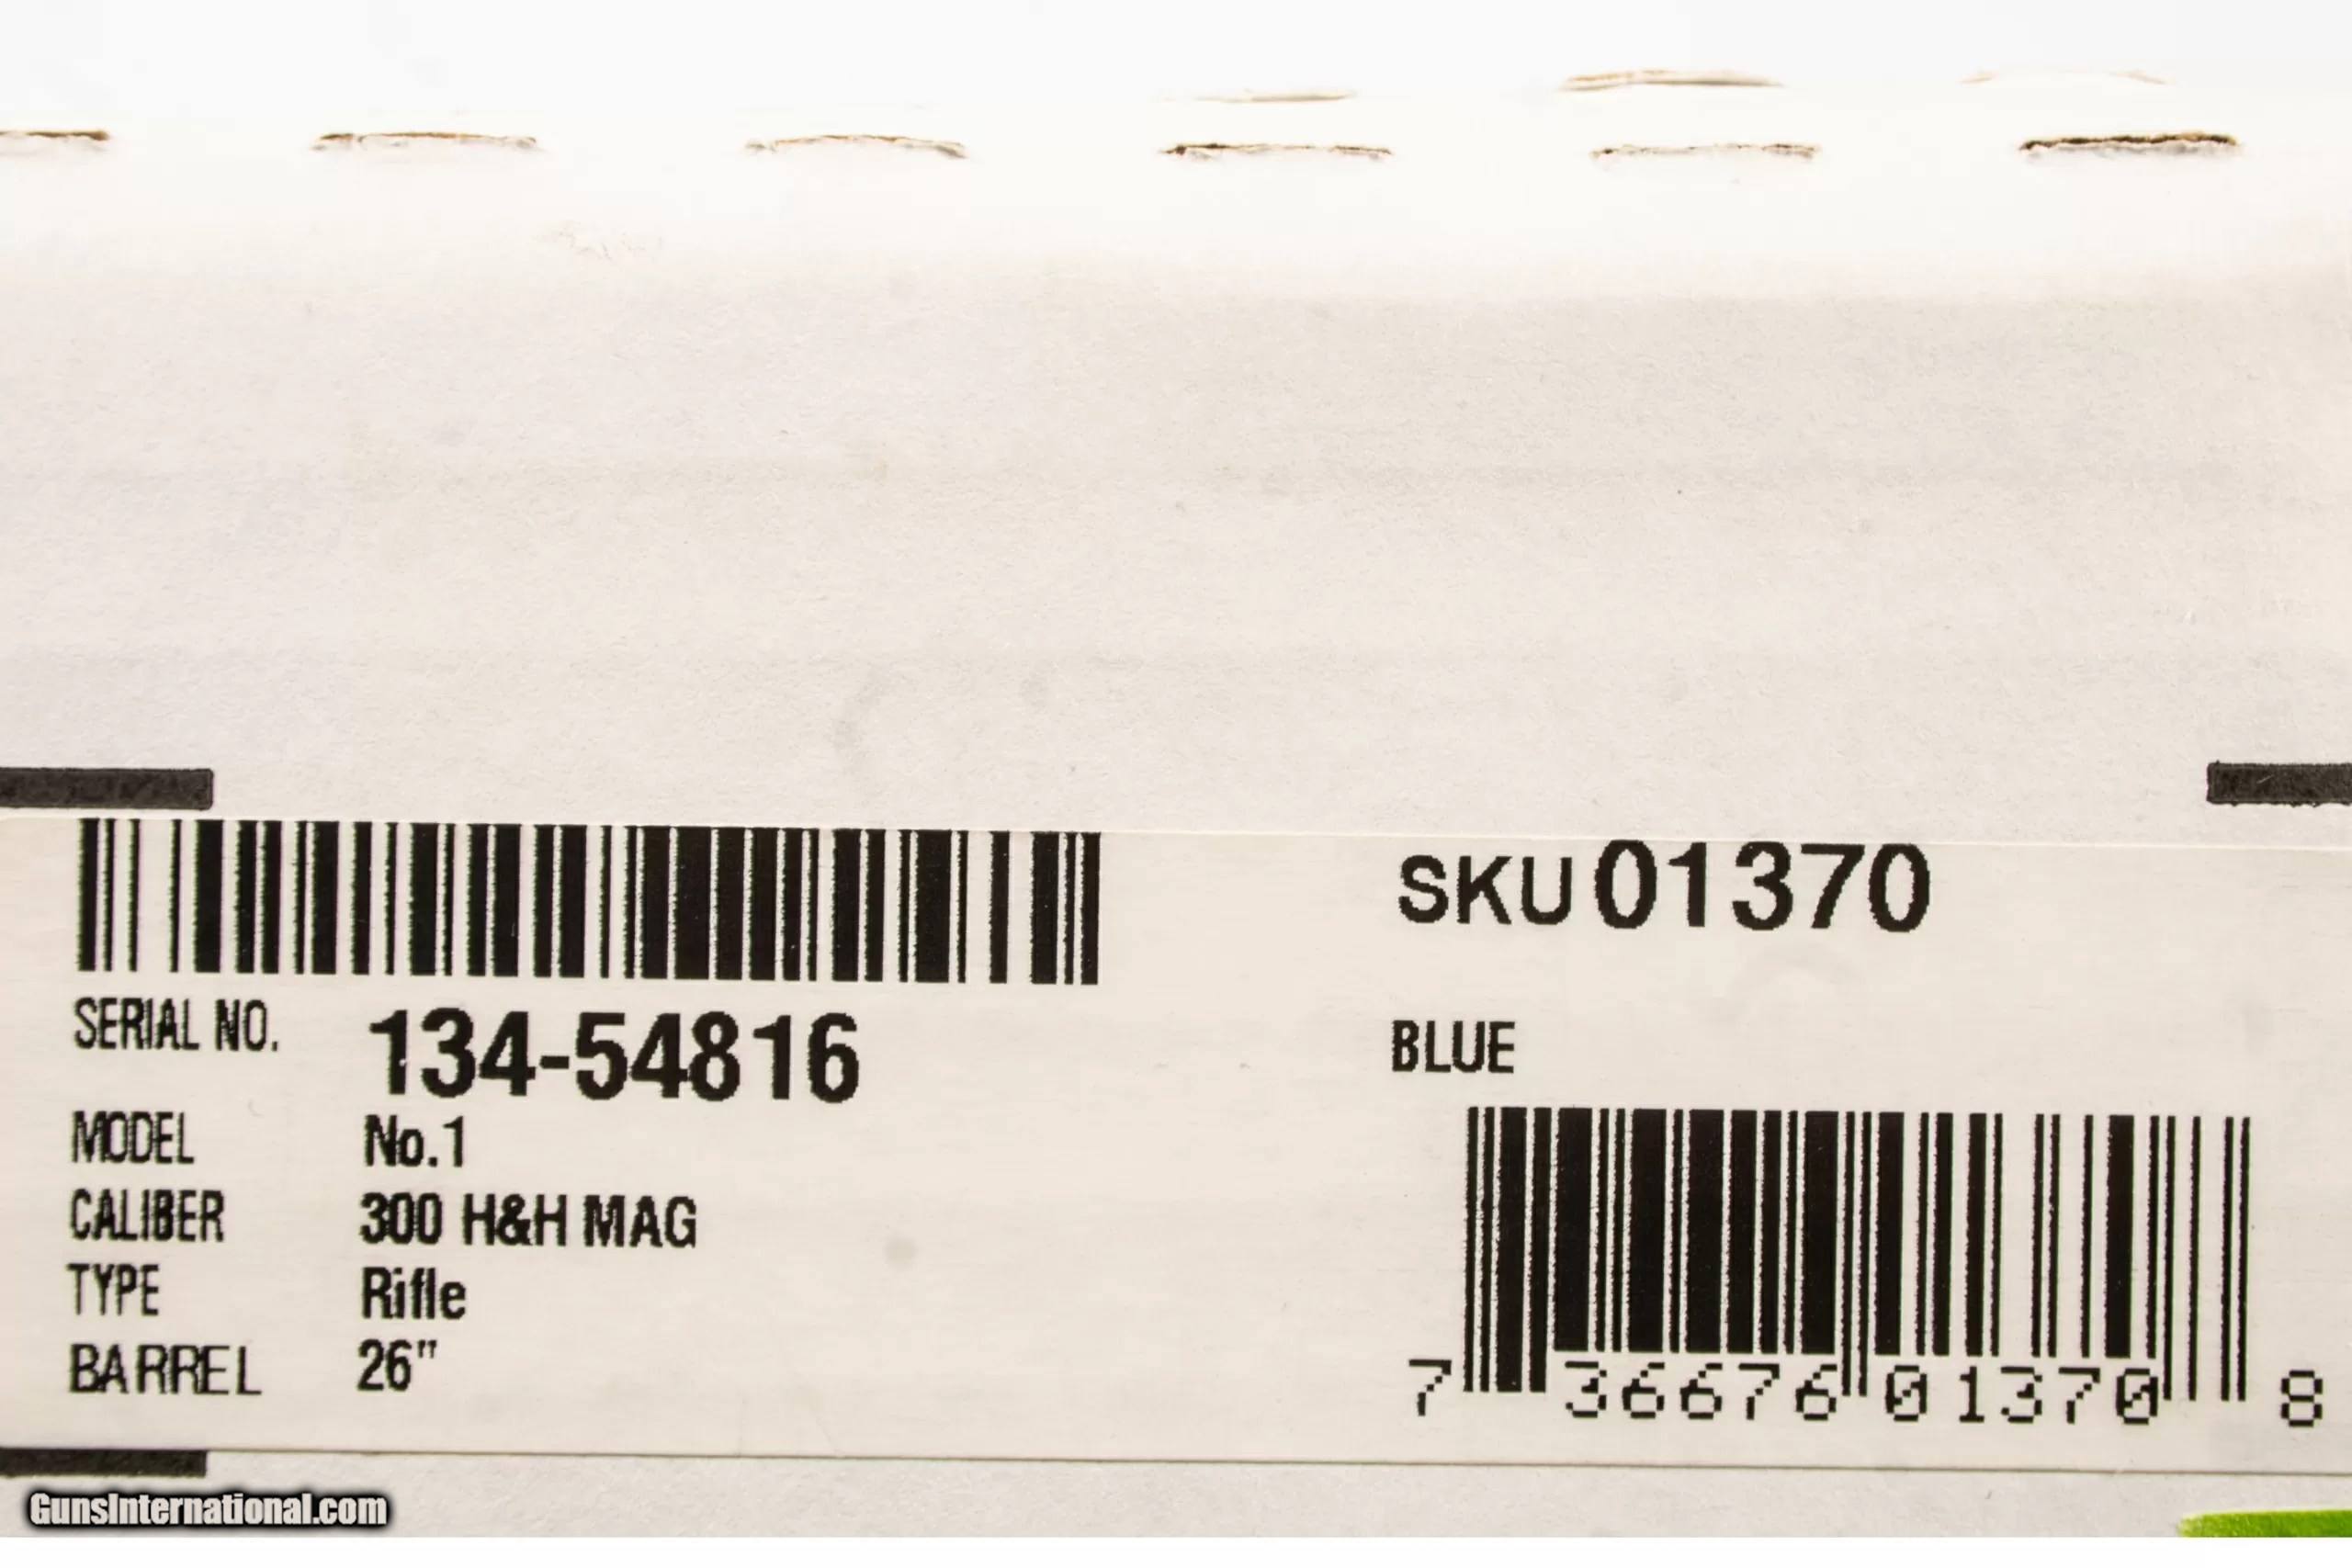 SKU 01370
SERIAL NO. 134-54816
BLUE
MODEL No.1
CALIBER 300 H&H MAG
TYPE Rifle
BARREL 26"
7 36676 01370 8
GunsInternational.com